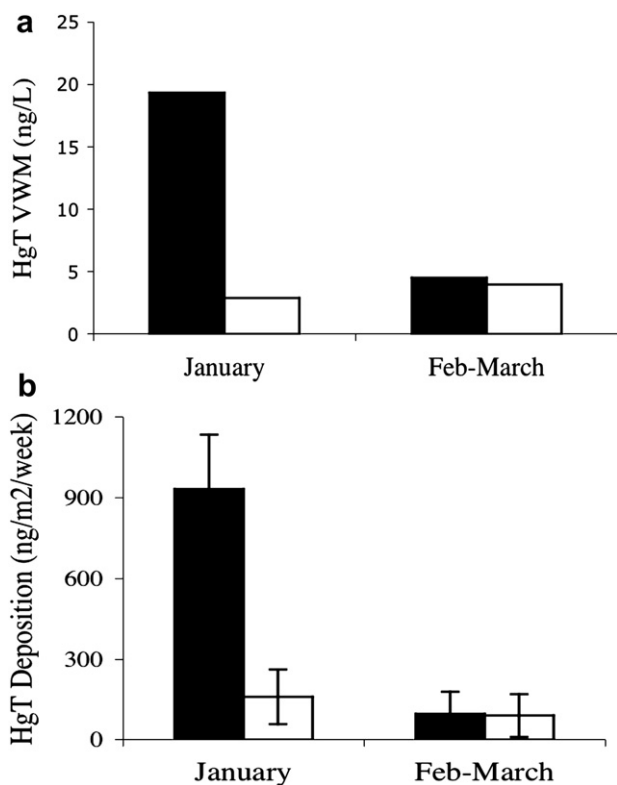 a
HgT VWM (ng/L)
25
20
15
10
5
0
January Feb-March
b
HgT Deposition (ng/m2/week)
1200
900
600
300
0
January Feb-March